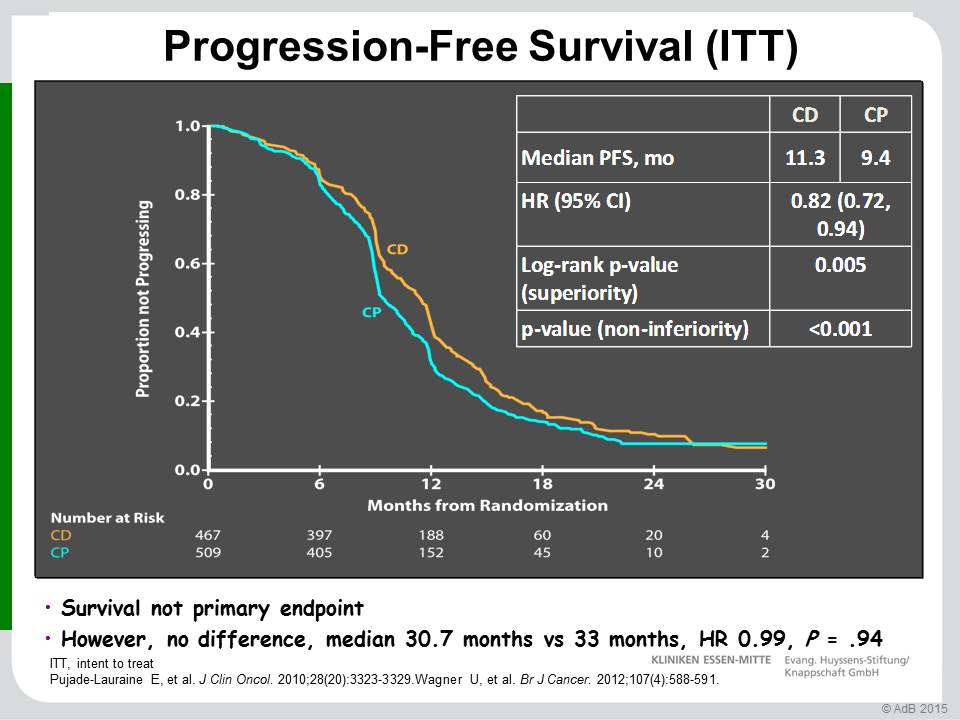 Progression-Free Survival (ITT)
CD CP
Median PFS, mo 11.3 9.4
HR (95% CI) 0.82 (0.72,
0.94)
Log-rank p-value 0.005
(superiority)
p-value (non-inferiority) <0.001
Proportion not Progressing
1.0
0.8
0.6
0.4
0.2
0.0
CD
CP
0 6 12 18 24 30
Months from Randomization
Number at Risk
CD 467 397 188 60 20 4
CP 509 405 152 45 10 2
• Survival not primary endpoint
• However, no difference, median 30.7 months vs 33 months, HR 0.99, P = .94
ITT, intent to treat
Pujade-Lauraine E, et al. J Clin Oncol. 2010;28(20):3323-3329.Wagner U, et al. Br J Cancer. 2012;107(4):588-591.
KLINIKEN ESSEN-MITTE Evang. Huyssens-Stiftung/
Knappschaft GmbH
© AdB 2015